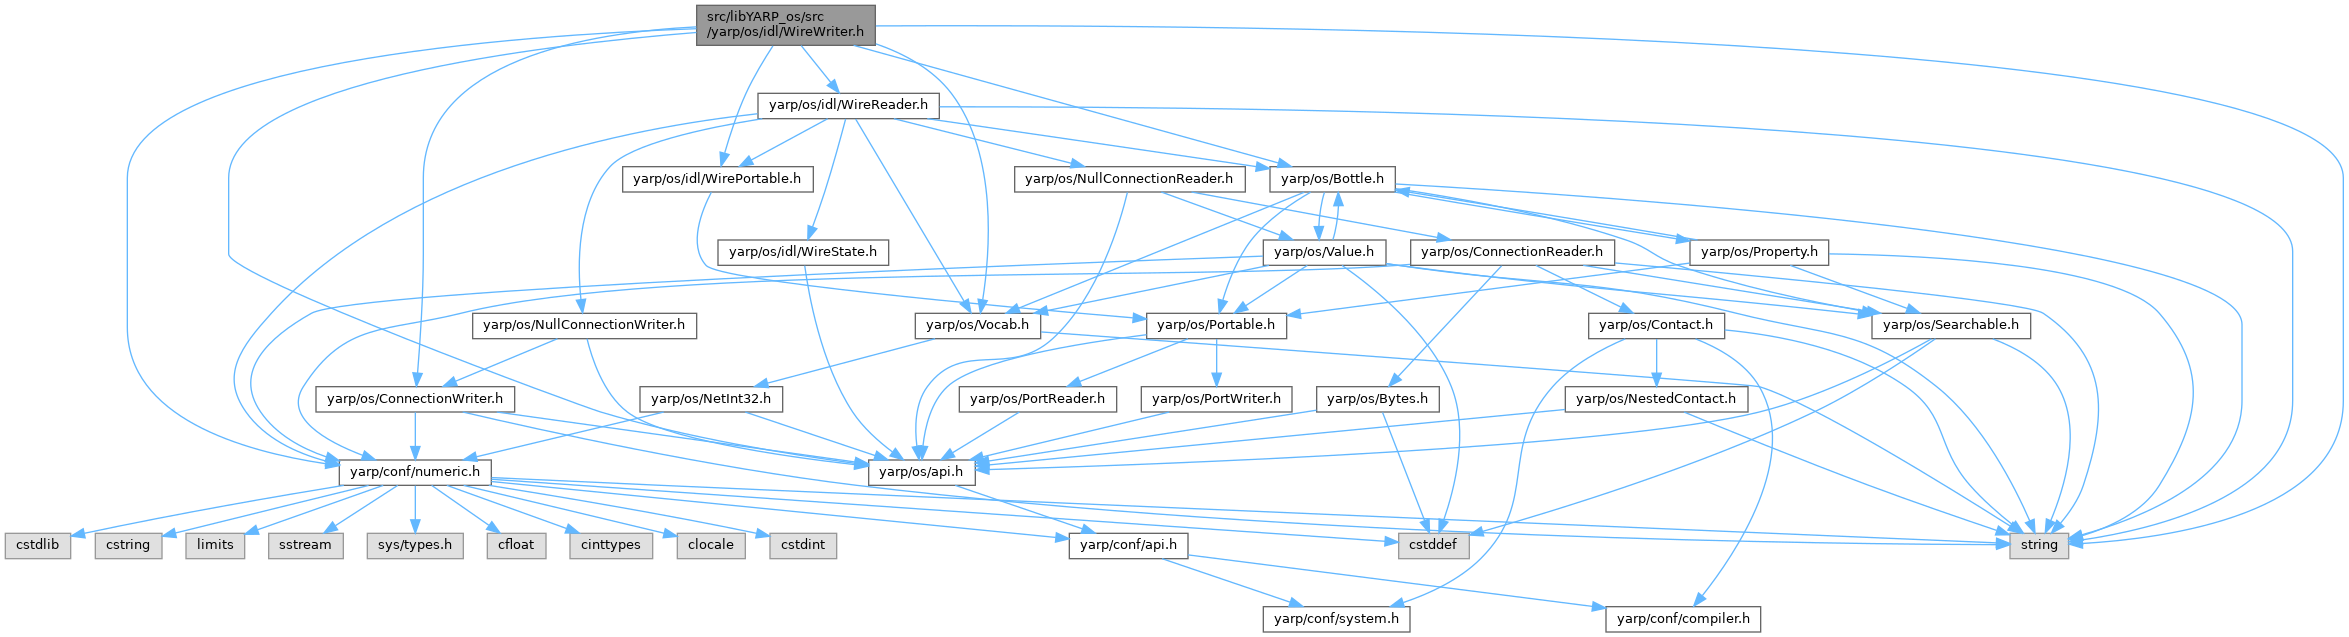 src/libYARP_os/src
/yarp/os/idl/WireWriter.h
yarp/os/idl/WireReader.h
yarp/os/idl/WirePortable.h
yarp/os/NullConnectionReader.h
yarp/os/Bottle.h
yarp/os/idl/WireState.h
yarp/os/Value.h
yarp/os/ConnectionReader.h
yarp/os/Property.h
yarp/os/NullConnectionWriter.h
yarp/os/Vocab.h
yarp/os/Portable.h
yarp/os/Contact.h
yarp/os/Searchable.h
yarp/os/ConnectionWriter.h
yarp/os/NetInt32.h
yarp/os/PortReader.h
yarp/os/PortWriter.h
yarp/os/Bytes.h
yarp/os/NestedContact.h
yarp/conf/numeric.h
yarp/os/api.h
cstdlib
cstring
limits
sstream
sys/types.h
cfloat
cinttypes
clocale
cstdint
yarp/conf/api.h
cstddef
string
yarp/conf/system.h
yarp/conf/compiler.h